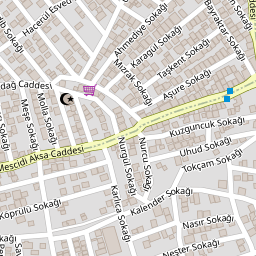 Hacerül Esved
Ahmediye Sokağı
Karagül Sokağı
Mızrak Sokağı
Taşkent Sokağı
Bayraktar Sokağı
Aşure Sokağı
Caddesi
dağ Caddesi
Meşe Sokağı
Molla Sokağı
Mescidi Aksa Caddesi
Nurgül Sokağı
Nurcu Sokağı
Kuzguncuk Sokağı
Uhud Sokağı
Tokçam Sokağı
Karlıca Sokağı
Köprülü Sokağı
Kalender Sokağı
Nasır Sokağı
Neşter Sokağı